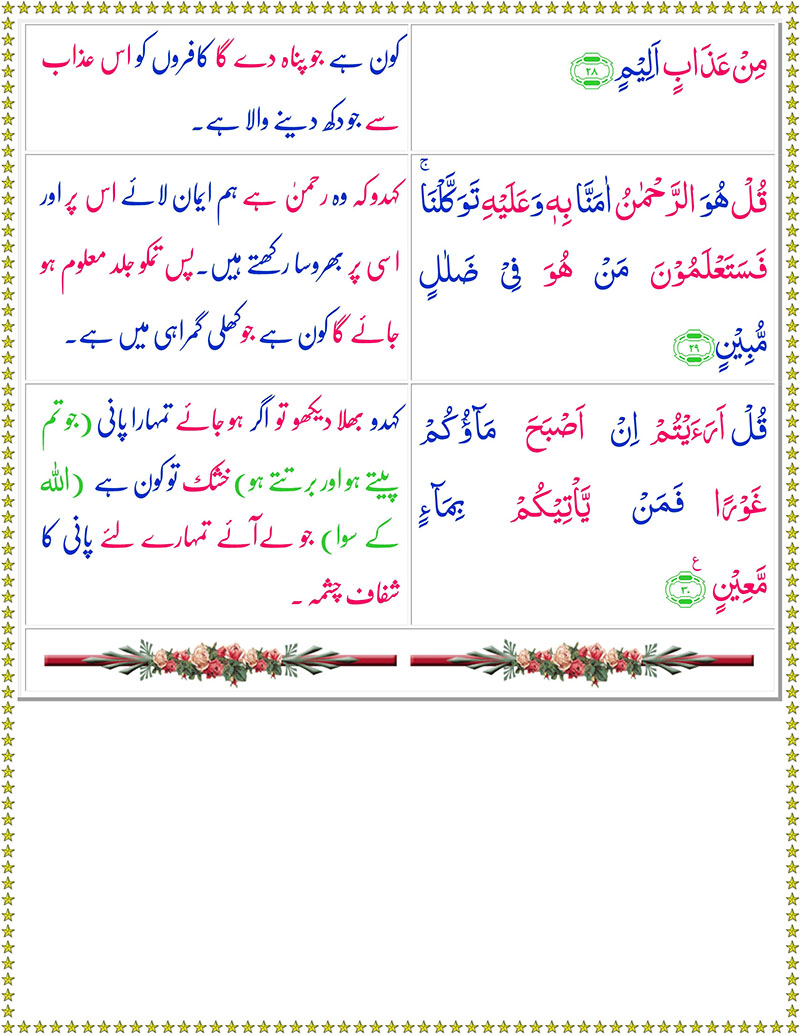 مِنْ عَذَابٍ اَلِيْمٍ ۲۸
کون ہے جو پناہ دے گا کافروں کو اس عذاب
سے جو دکھ دینے والا ہے۔
قُلْ هُوَ الرَّحْمٰنُ اٰمَنَّا بِهٖ وَعَلَيْهِ تَوَكَّلْنَا ۚ
فَسَتَعْلَمُوْنَ مَنْ هُوَ فِيْ ضَلٰلٍ
مُّبِيْنٍ ۲۹
کہدو کہ وہ رحمنٰ ہے ہم ایمان لائے اس پر اور
اسی پر بھروسا رکھتے ہیں۔ پس تمکو جلد معلوم ہو
جائے گا کون ہے جو کھلی گمراہی میں ہے۔
قُلْ اَرَءَيْتُمْ اِنْ اَصْبَحَ مَآؤُكُمْ
غَوْرًا فَمَنْ يَّاْتِيْكُمْ بِمَآءٍ
مَّعِيْنٍ ۳۰ ع
کہدو بھلا دیکھو تو اگر ہو جائے تمہارا پانی (جو تم
پیتے ہو اور برتتے ہو) خشک تو کون ہے (اللہ
کے سوا) جو لے آئے تمہارے لئے پانی کا
شفاف چشمہ ۔